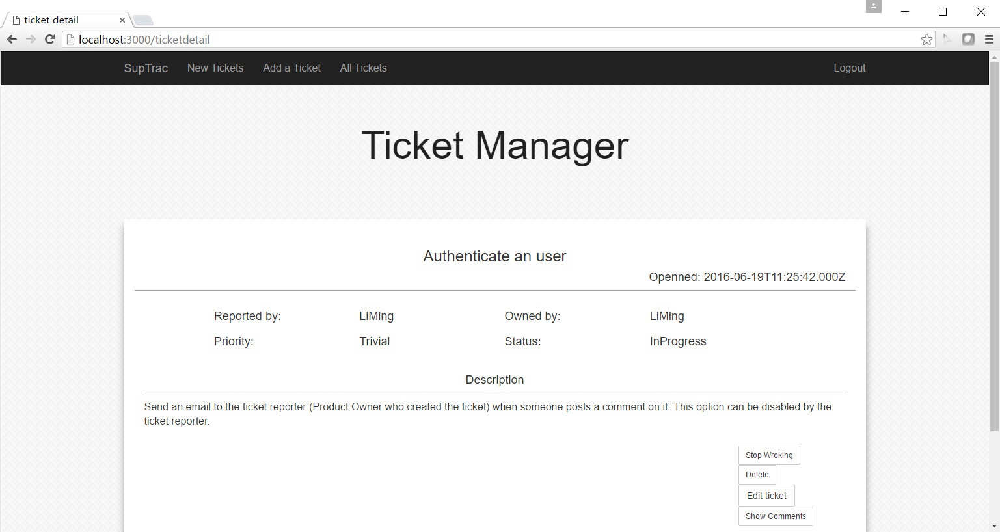 ticket detail
localhost:3000/ticketdetail
SupTrac New Tickets Add a Ticket All Tickets Logout
Ticket Manager
Authenticate an user
Openned: 2016-06-19T11:25:42.000Z
Reported by: LiMing Owned by: LiMing
Priority: Trivial Status: InProgress
Description
Send an email to the ticket reporter (Product Owner who created the ticket) when someone posts a comment on it. This option can be disabled by the
ticket reporter.
Stop Wroking
Delete
Edit ticket
Show Comments